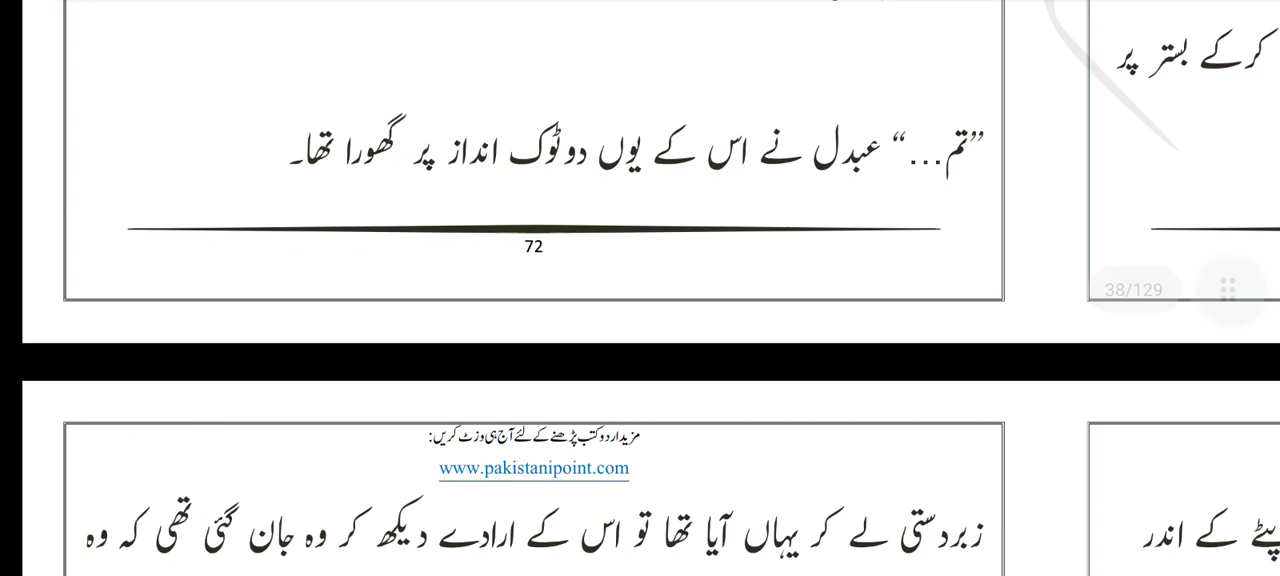 کرکے بستر پر
”تم...“ عبدل نے اس کے یوں دوٹوک انداز پر گھورا تھا۔
72
38/129
مزید اردو کتب پڑھنے کے لئے آج ہی وزٹ کریں:
www.pakistanipoint.com
زبردستی لے کر یہاں آیا تھا تو اس کے ارادے دیکھ کر وہ جان گئی تھی کہ وہ
کے اندر